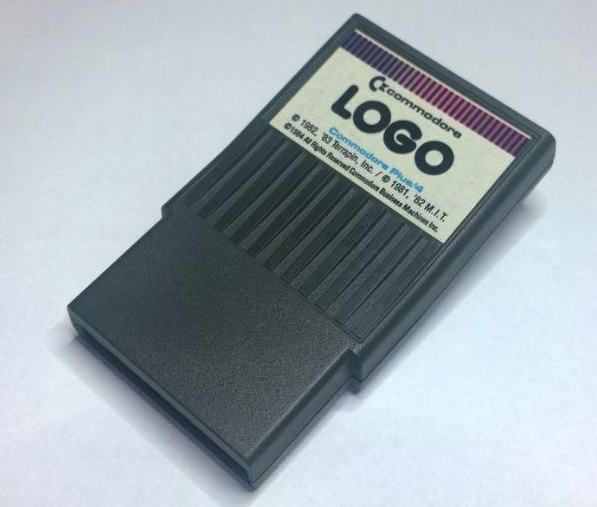 commodore
LOGO
Commodore Plus/4
© 1982, '83 Terrapin, Inc. / © 1981, '82 M.I.T.
©1984 All Rights Reserved Commodore Business Machines Inc.